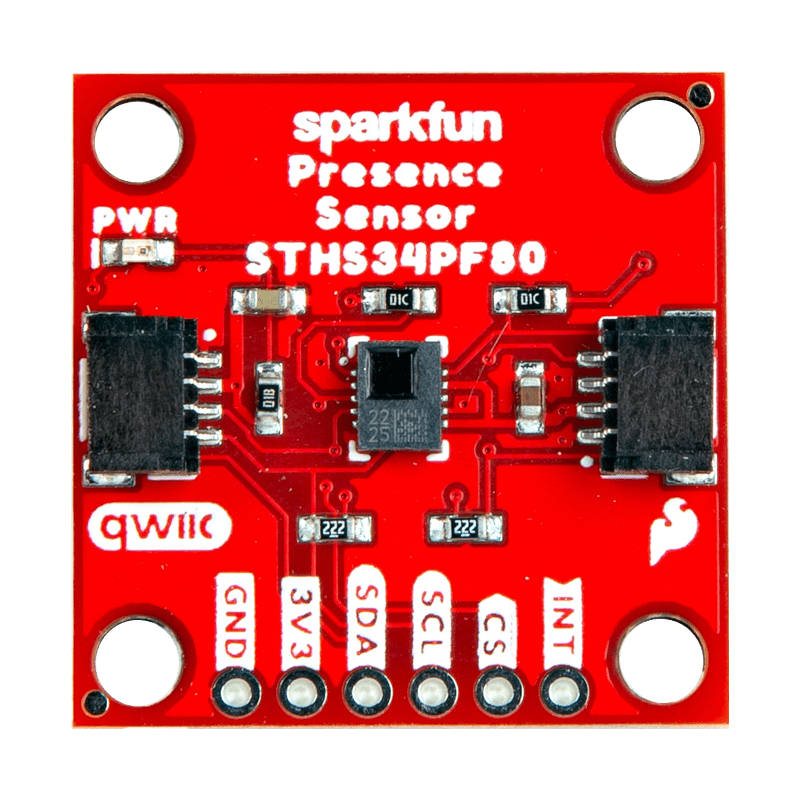 sparkfun
Presence
Sensor
STHS34PF80
PWR
01C
01C
01B
22
25
222
222
qwiic
GND
3V3
SDA
SCL
CS
INT